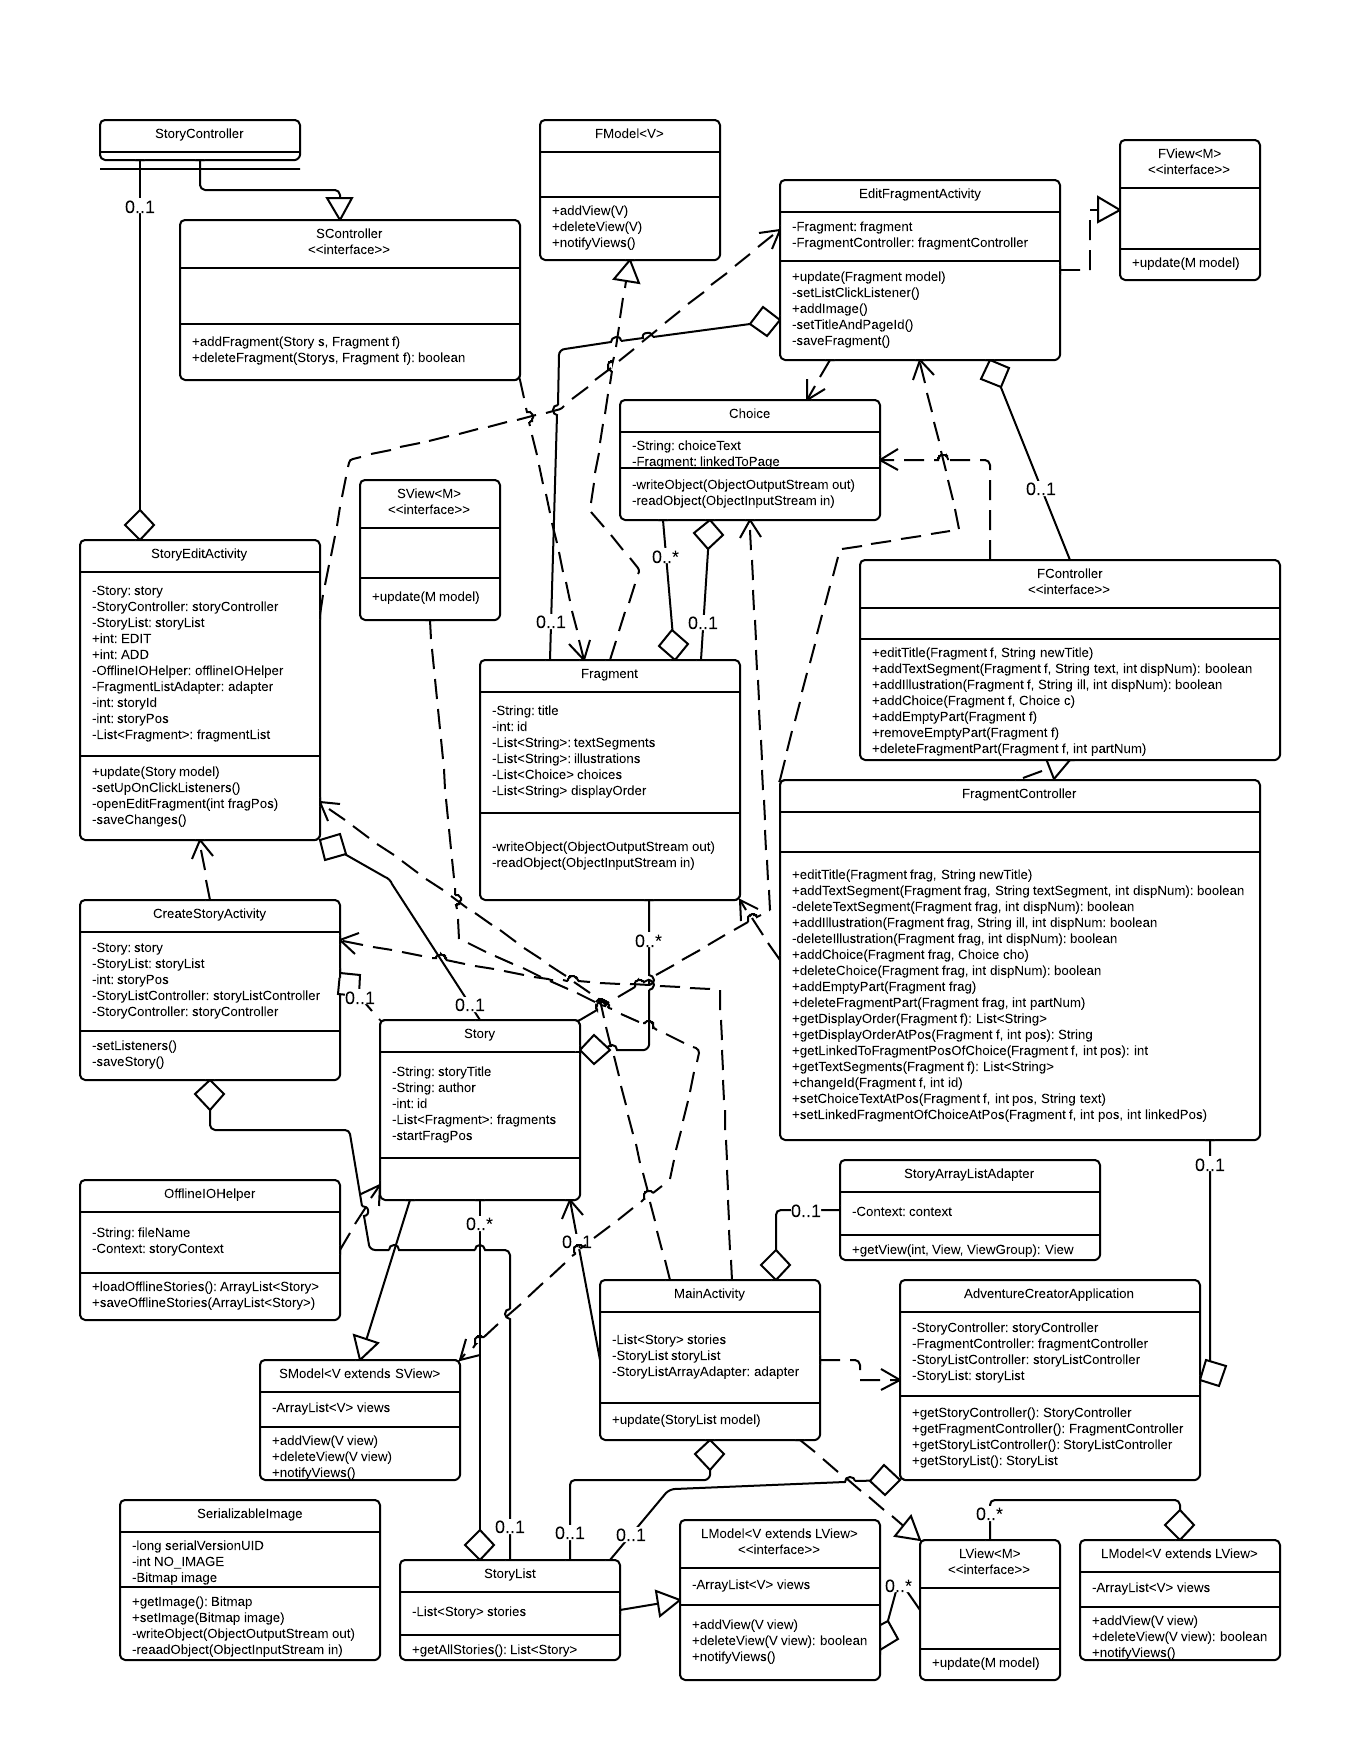 StoryController
0..1
SController
<<interface>>
+addFragment(Story s, Fragment f)
+deleteFragment(Storys, Fragment f): boolean
FModel<V>
+addView(V)
+deleteView(V)
+notifyViews()
EditFragmentActivity
-Fragment: fragment
-FragmentController: fragmentController
+update(Fragment model)
-setListClickListener()
+addImage()
-setTitleAndPageId()
-saveFragment()
FView<M>
<<interface>>
+update(M model)
Choice
-String: choiceText
-Fragment: linkedToPage
-writeObject(ObjectOutputStream out)
-readObject(ObjectInputStream in)
0..1
SView<M>
<<interface>>
+update(M model)
0..*
0..1
0..1
StoryEditActivity
-Story: story
-StoryController: storyController
-StoryList: storyList
+int: EDIT
+int: ADD
-OfflineIOHelper: offlineIOHelper
-FragmentListAdapter: adapter
-int: storyId
-int: storyPos
-List<Fragment>: fragmentList
+update(Story model)
-setUpOnClickListeners()
-openEditFragment(int fragPos)
-saveChanges()
FController
<<interface>>
+editTitle(Fragment f, String newTitle)
+addTextSegment(Fragment f, String text, int dispNum): boolean
+addIllustration(Fragment f, String ill, int dispNum): boolean
+addChoice(Fragment f, Choice c)
+addEmptyPart(Fragment f)
+removeEmptyPart(Fragment f)
+deleteFragmentPart(Fragment f, int partNum)
Fragment
-String: title
-int: id
-List<String>: textSegments
-List<String>: illustrations
-List<Choice> choices
-List<String> displayOrder
-writeObject(ObjectOutputStream out)
-readObject(ObjectInputStream in)
FragmentController
+editTitle(Fragment frag, String newTitle)
+addTextSegment(Fragment frag, String textSegment, int dispNum): boolean
-deleteTextSegment(Fragment frag, int dispNum): boolean
+addIllustration(Fragment frag, String ill, int dispNum: boolean
-deleteIllustration(Fragment frag, int dispNum): boolean
+addChoice(Fragment frag, Choice cho)
+deleteChoice(Fragment frag, int dispNum): boolean
+addEmptyPart(Fragment frag)
+deleteFragmentPart(Fragment frag, int partNum)
+getDisplayOrder(Fragment f): List<String>
+getDisplayOrderAtPos(Fragment f, int pos): String
+getLinkedToFragmentPosOfChoice(Fragment f, int pos): int
+getTextSegments(Fragment f): List<String>
+changeId(Fragment f, int id)
+setChoiceTextAtPos(Fragment f, int pos, String text)
+setLinkedFragmentOfChoiceAtPos(Fragment f, int pos, int linkedPos)
CreateStoryActivity
-Story: story
-StoryList: storyList
-int: storyPos
-StoryListController: storyListController
-StoryController: storyController
-setListeners()
-saveStory()
0..*
0..1
0..1
Story
-String: storyTitle
-String: author
-int: id
-List<Fragment>: fragments
-startFragPos
0..1
StoryArrayListAdapter
-Context: context
+getView(int, View, ViewGroup): View
0..1
OfflineIOHelper
-String: fileName
-Context: storyContext
+loadOfflineStories(): ArrayList<Story>
+saveOfflineStories(ArrayList<Story>)
0..*
0..1
MainActivity
-List<Story> stories
-StoryList storyList
-StoryListArrayAdapter: adapter
+update(StoryList model)
AdventureCreatorApplication
-StoryController: storyController
-FragmentController: fragmentController
-StoryListController: storyListController
-StoryList: storyList
+getStoryController(): StoryController
+getFragmentController(): FragmentController
+getStoryListController(): StoryListController
+getStoryList(): StoryList
SModel<V extends SView>
-ArrayList<V> views
+addView(V view)
+deleteView(V view)
+notifyViews()
SerializableImage
-long serialVersionUID
-int NO_IMAGE
-Bitmap image
+getImage(): Bitmap
+setImage(Bitmap image)
-writeObject(ObjectOutputStream out)
-reaadObject(ObjectInputStream in)
0..1
0..1
0..1
StoryList
-List<Story> stories
+getAllStories(): List<Story>
LModel<V extends LView>
<<interface>>
-ArrayList<V> views
+addView(V view)
+deleteView(V view): boolean
+notifyViews()
0..*
0..*
LView<M>
<<interface>>
+update(M model)
LModel<V extends LView>
-ArrayList<V> views
+addView(V view)
+deleteView(V view): boolean
+notifyViews()